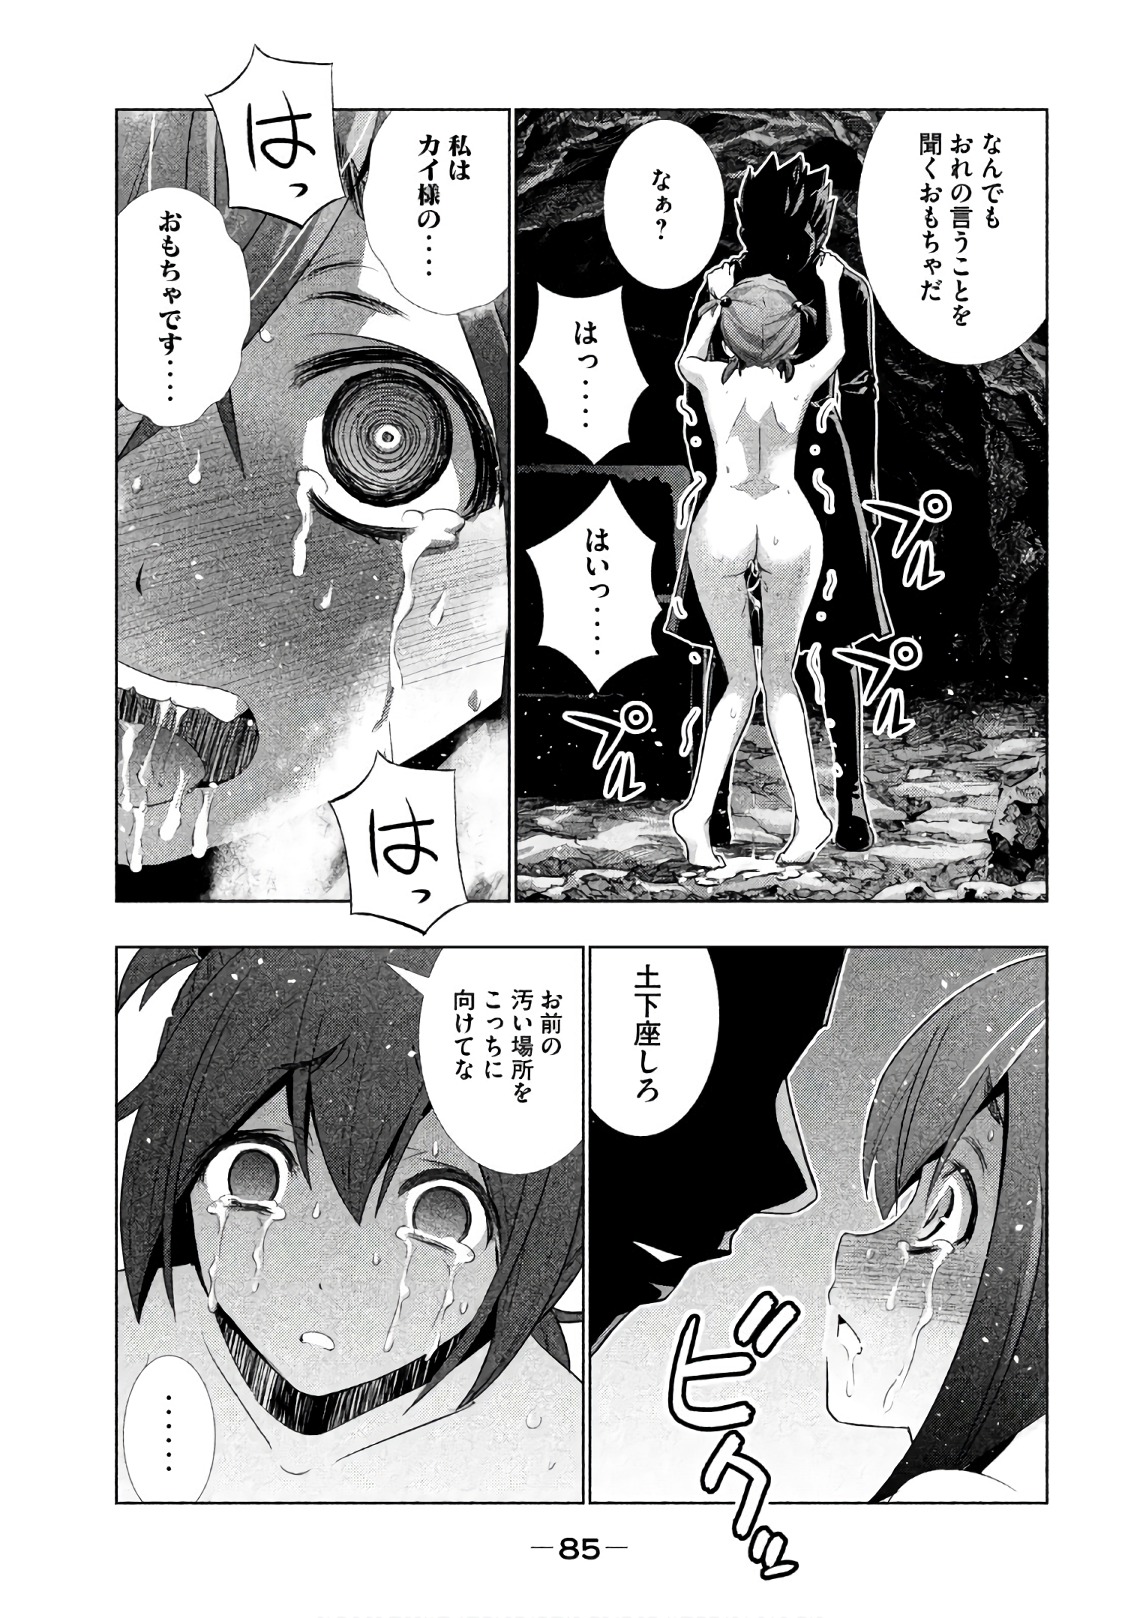 なんでも
おれの言うことを
聞くおもちゃだ
なぁ?
はっ‥‥
はいっ‥‥
プル
プル
プル
私は
カイ様の‥‥
はっ
おもちゃです‥‥
はっ
土下座しろ
ビクッ
お前の
汚い場所を
こっちに
向けてな
‥‥
—85—